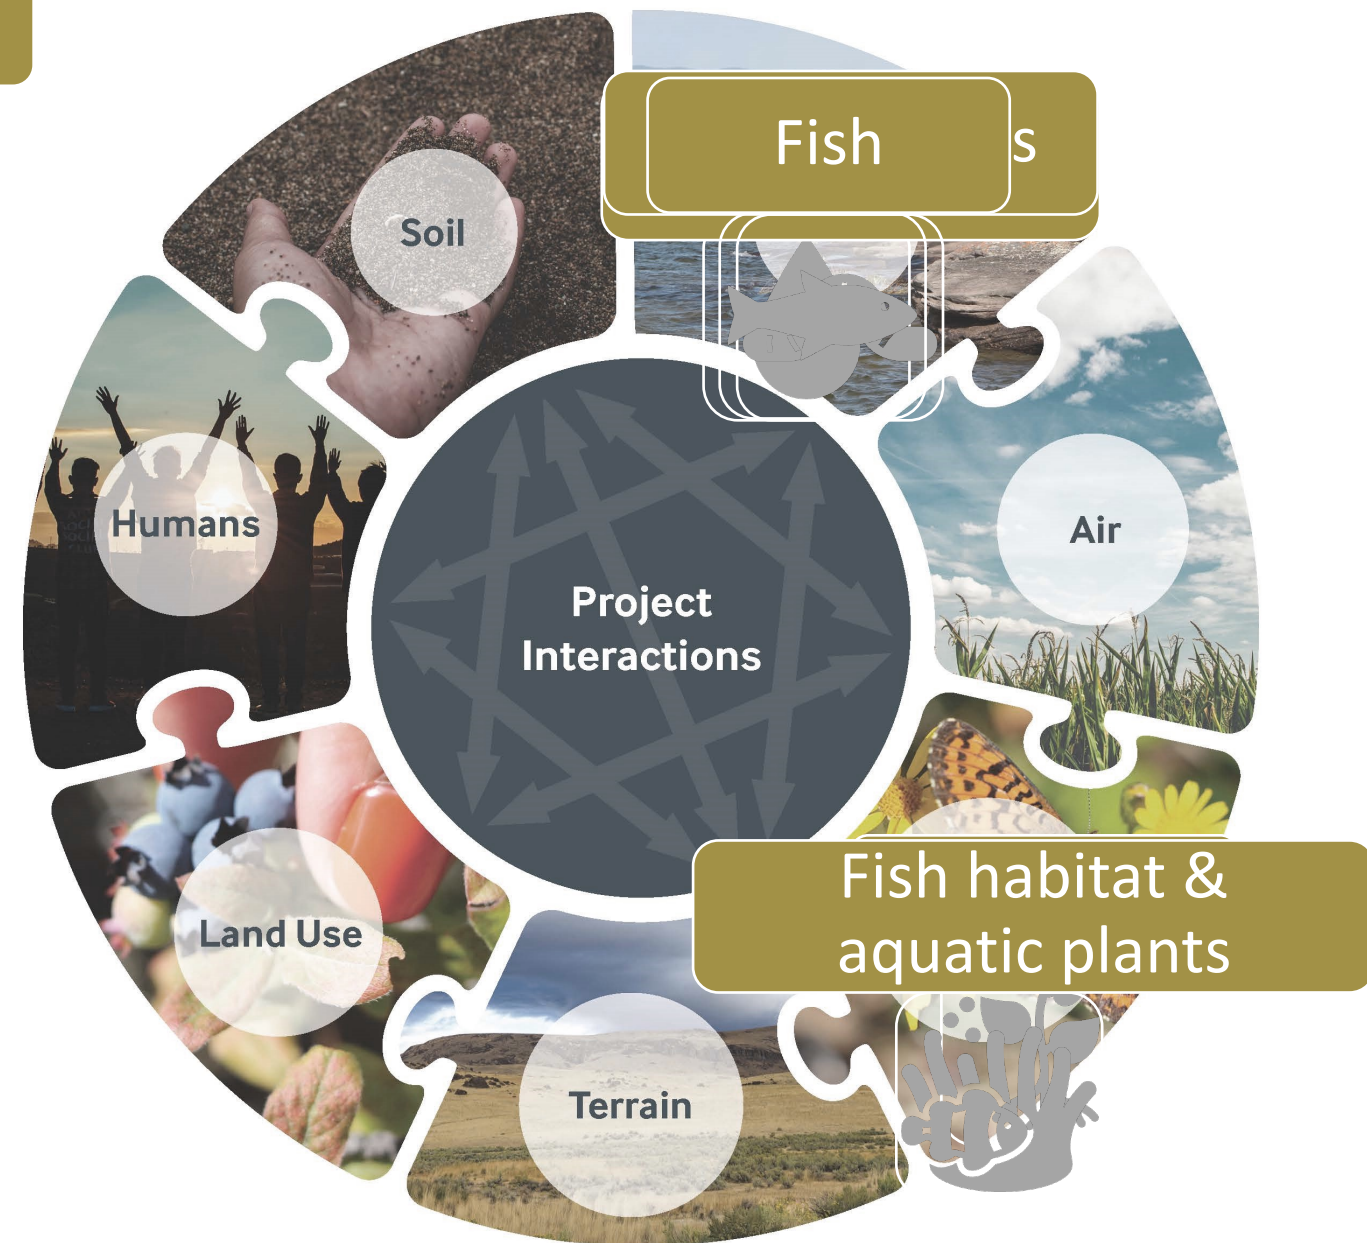 Fish
s
Soil
Humans
Air
Project
Interactions
Fish habitat &
aquatic plants
Land Use
Terrain